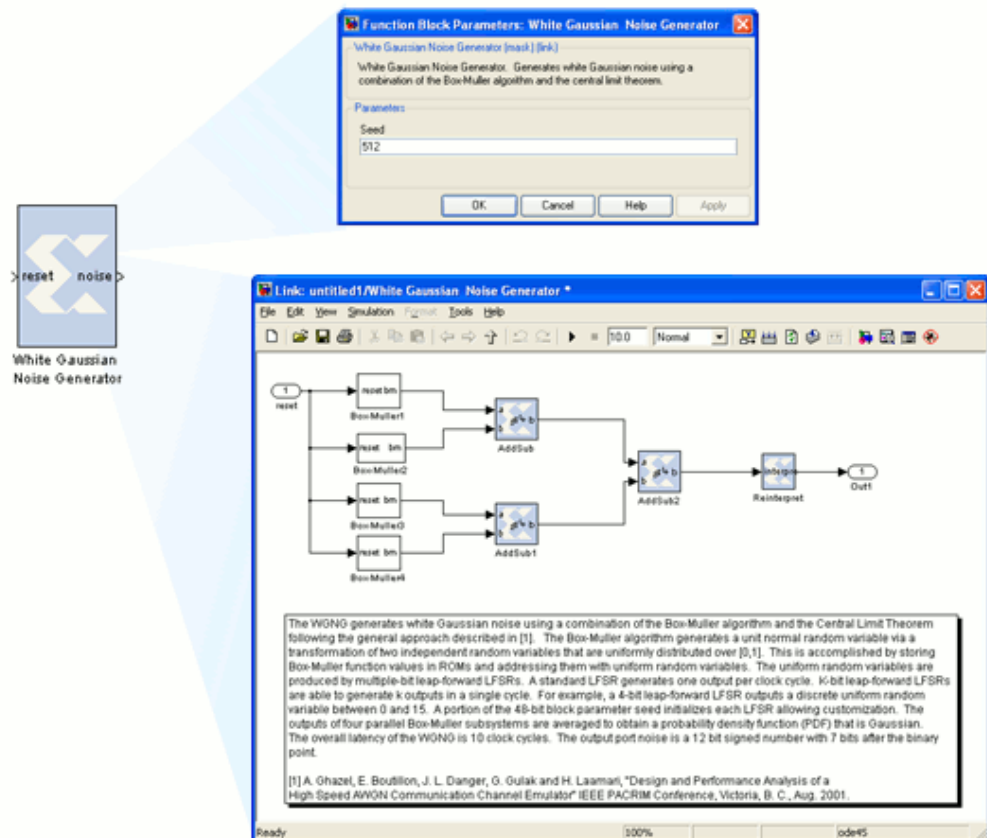 Function Block Parameters: White Gaussian Noise Generator
White Gaussian Noise Generator (mask) (link)
White Gaussian Noise Generator. Generates white Gaussian noise using a
combination of the Box-Muller algorithm and the central limit theorem.
Parameters
Seed
512
OK Cancel Help Apply
reset noise
White Gaussian
Noise Generator
Link: untitled1/White Gaussian Noise Generator *
File Edit View Simulation Format Tools Help
10.0 Normal
1
reset
reset bm
Box-Muller1
reset bm
Box-Muller2
reset bm
Box-Muller3
reset bm
Box-Muller4
a
b
AddSub
a
b
AddSub1
a
b
AddSub2
Reinterpret
1
Out1
The WGNG generates white Gaussian noise using a combination of the Box-Muller algorithm and the Central Limit Theorem
following the general approach described in [1]. The Box-Muller algorithm generates a unit normal random variable via a
transformation of two independent random variables that are uniformly distributed over [0,1]. This is accomplished by storing
Box-Muller function values in ROMs and addressing them with uniform random variables. The uniform random variables are
produced by multiple-bit leap-forward LFSRs. A standard LFSR generates one output per clock cycle. K-bit leap-forward LFSRs
are able to generate k outputs in a single cycle. For example, a 4-bit leap-forward LFSR outputs a discrete uniform random
variable between 0 and 15. A portion of the 48-bit block parameter seed initializes each LFSR allowing customization. The
outputs of four parallel Box-Muller subsystems are averaged to obtain a probability density function (PDF) that is Gaussian.
The overall latency of the WGNG is 10 clock cycles. The output port noise is a 12 bit signed number with 7 bits after the binary
point.
[1] A. Ghazel, E. Boutillon, J. L. Danger, G. Gulak and H. Laamari, "Design and Performance Analysis of a
High Speed AWGN Communication Channel Emulator" IEEE PACRIM Conference, Victoria, B. C., Aug. 2001.
Ready 100% ode45